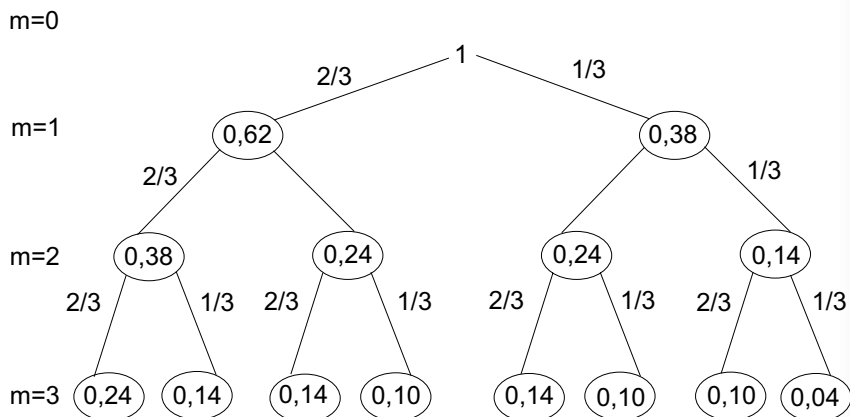 m=0
1
2/3 1/3
m=1 0,62 0,38
2/3 1/3
m=2 0,38 0,24 0,24 0,14
2/3 1/3 2/3 1/3 2/3 1/3 2/3 1/3
m=3 0,24 0,14 0,14 0,10 0,14 0,10 0,10 0,04